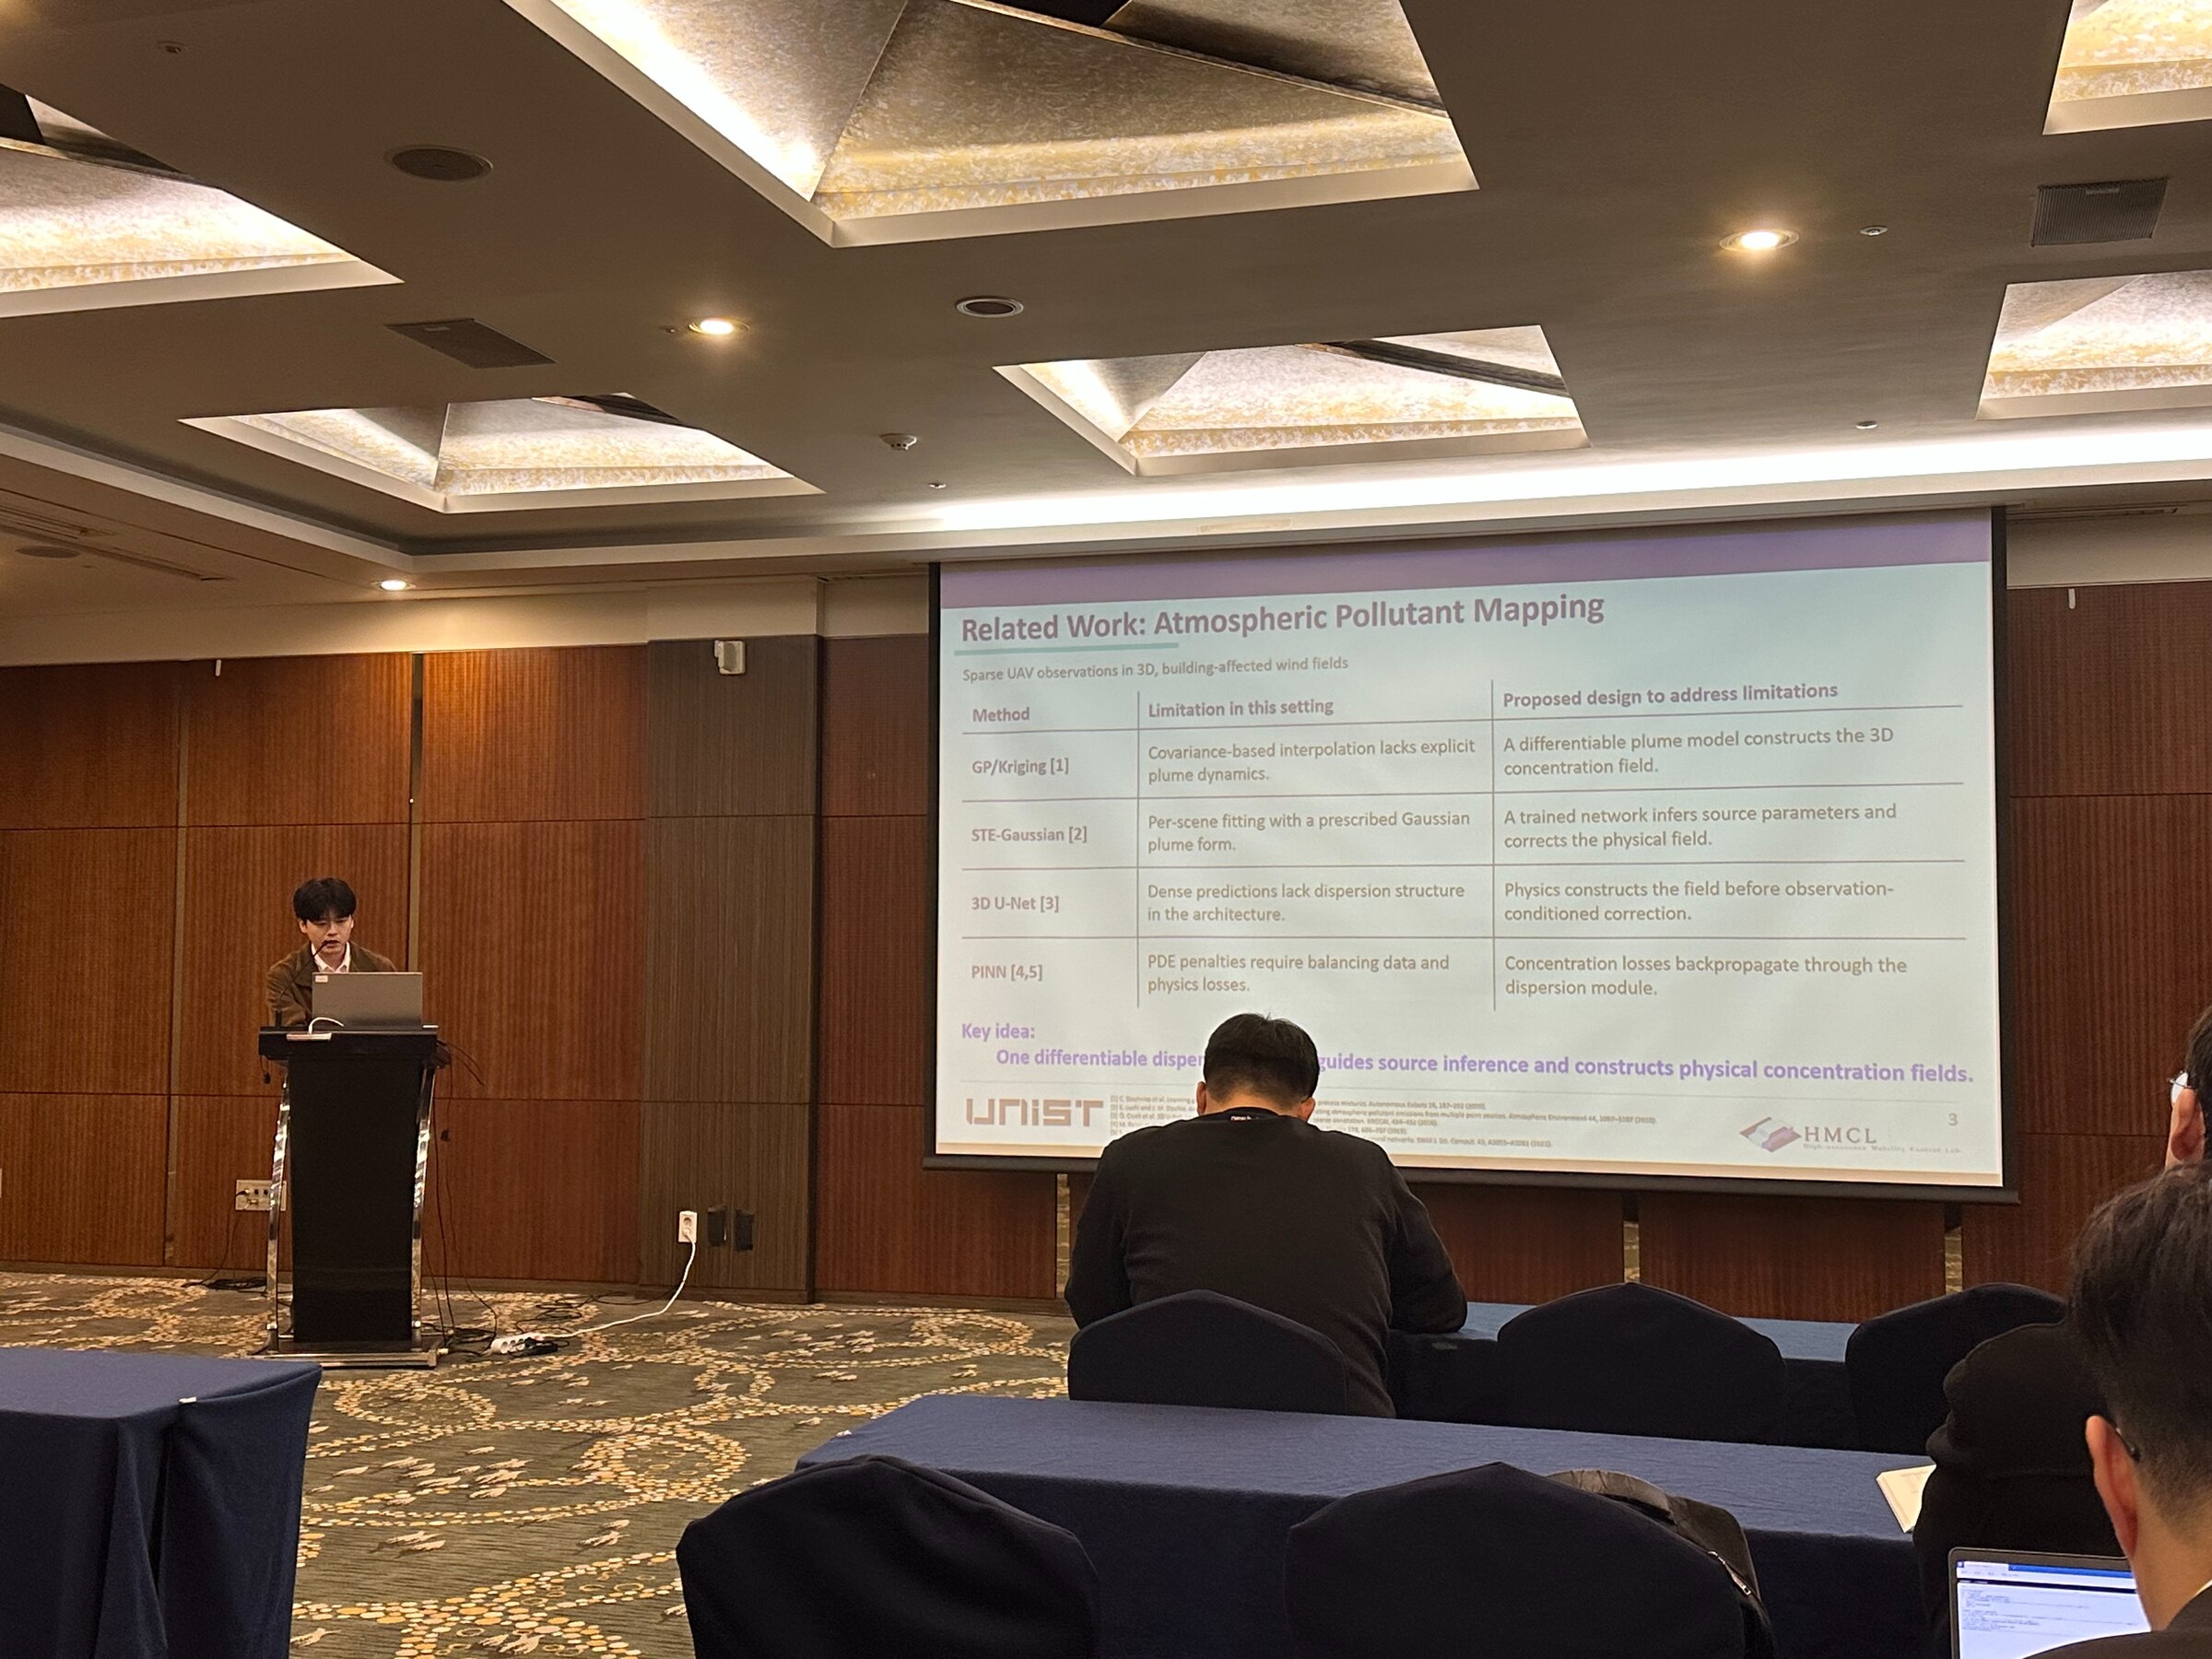 Related Work: Atmospheric Pollutant Mapping
Sparse UAV observations in 3D, building-affected wind fields
Method
Limitation in this setting
Proposed design to address limitations
GP/Kriging [1]
Covariance-based interpolation lacks explicit
plume dynamics.
A differentiable plume model constructs the 3D
concentration field.
STE-Gaussian [2]
Per-scene fitting with a prescribed Gaussian
plume form.
A trained network infers source parameters and
corrects the physical field.
3D U-Net [3]
Dense predictions lack dispersion structure
in the architecture.
Physics constructs the field before observation-
conditioned correction.
PINN [4,5]
PDE penalties require balancing data and
physics losses.
Concentration losses backpropagate through the
dispersion module.
Key idea:
One differentiable guides source inference and constructs physical concentration fields.
UNIST
HMCL
3